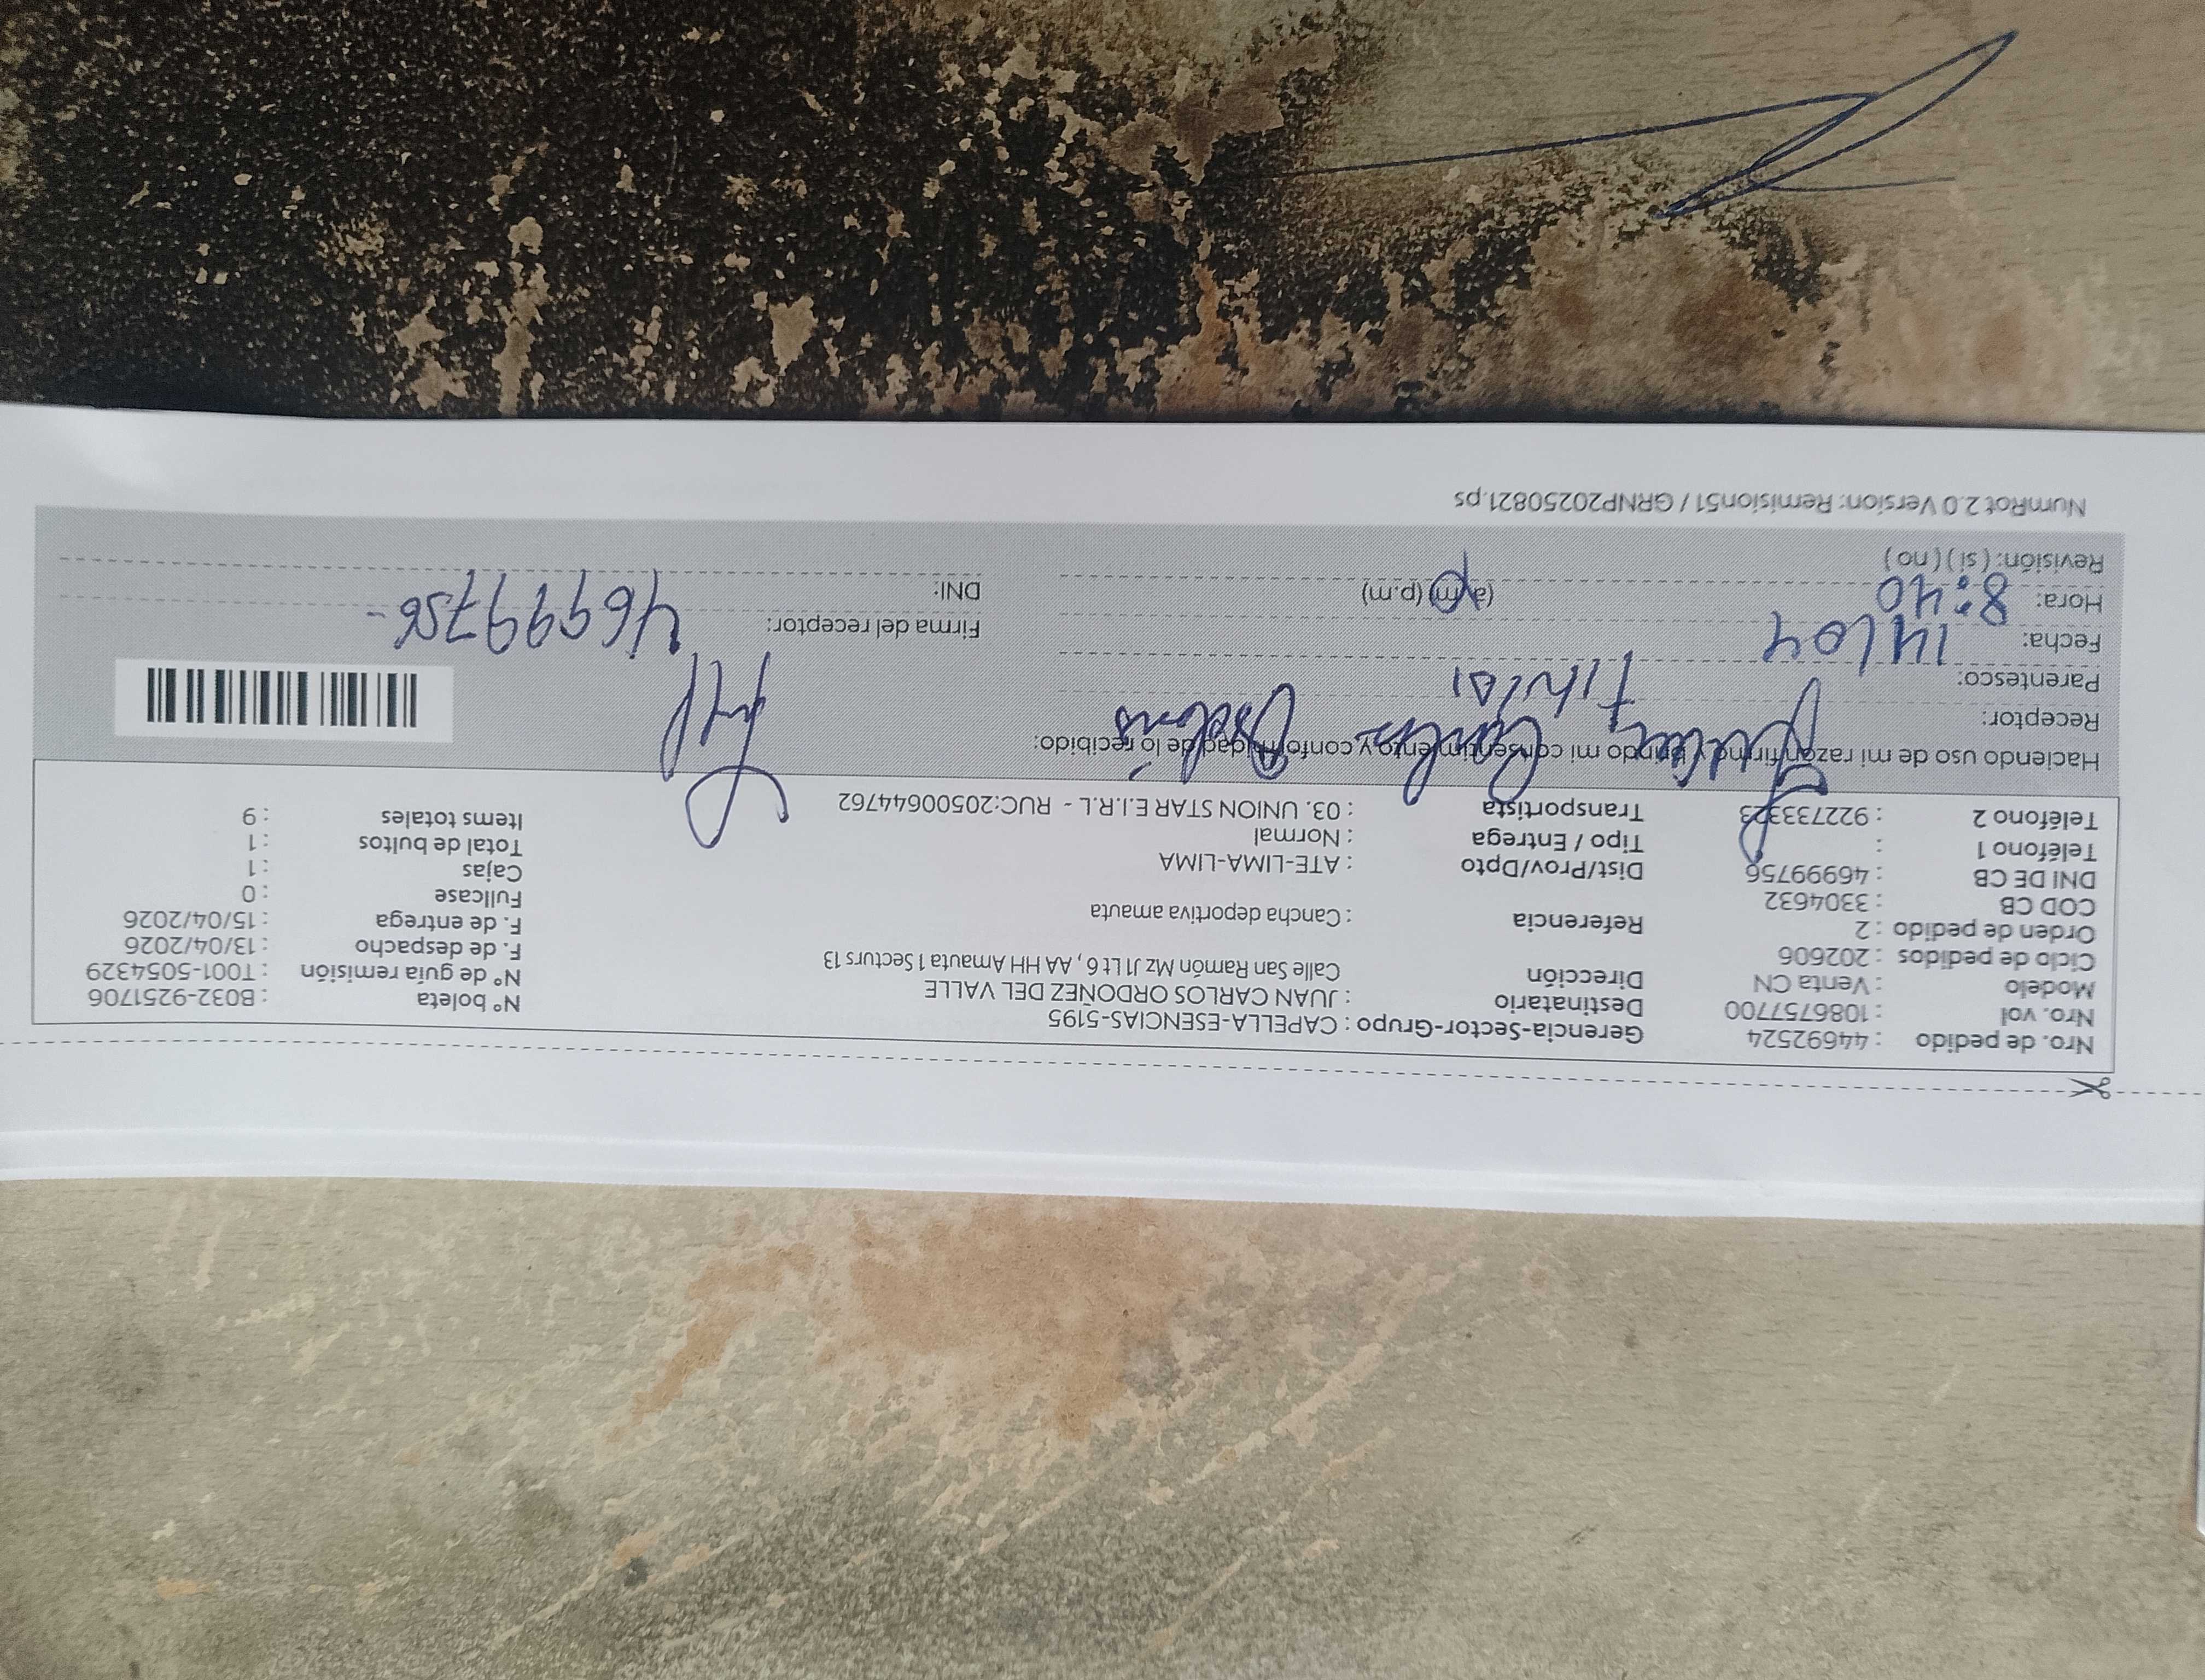 Nro. de pedido : 44692524 Gerencia-Sector-Grupo : CAPELLA-ESENCIAS-5195 N° boleta : B032-9251706
Nro. vol : 1086757700 Destinatario : JUAN CARLOS ORDOÑEZ DEL VALLE N° de guía remisión : T001-5054329
Modelo : Venta CN Dirección Calle San Ramón Mz J1 Lt 6 , AA HH Amauta 1 Secturs 13 F. de despacho : 13/04/2026
Ciclo de pedidos : 202606 F. de entrega : 15/04/2026
Orden de pedido : 2 Referencia : Cancha deportiva amauta Fullcase : 0
COD CB : 3304632 Cajas : 1
DNI DE CB : 46999756 Dist/Prov/Dpto : ATE-LIMA-LIMA Total de bultos : 1
Teléfono 1 : Tipo / Entrega : Normal Items totales : 9
Teléfono 2 : 922733323 Transportista : 03. UNION STAR E.I.R.L - RUC:20500644762
Haciendo uso de mi razón firmo y brindo mi consentimiento y conformidad de lo recibido:
Receptor: Carlos
Parentesco:
Fecha: 14/04 Firma del receptor: 46999756-
Hora: 8:40 (a.m) (p.m) DNI:
Revisión: ( si ) ( no )
NumRot 2.0 Version: Remision51 / GRNP20250821.ps